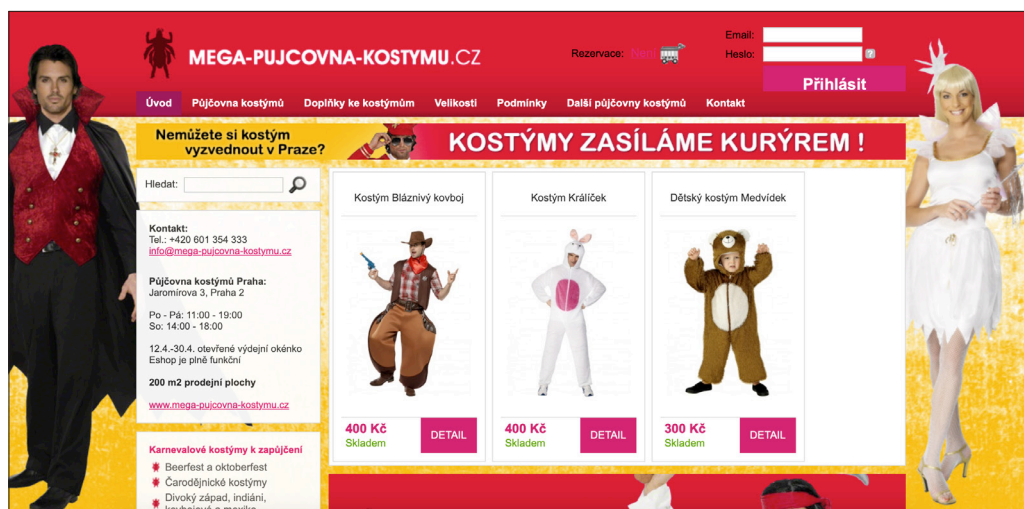 MEGA-PUJCOVNA-KOSTYMU.CZ
Rezervace: Není
Email:
Heslo:
?
Přihlásit
Úvod Půjčovna kostýmů Doplňky ke kostýmům Velikosti Podmínky Další půjčovny kostýmů Kontakt
Nemůžete si kostým
vyzvednout v Praze?
KOSTÝMY ZASÍLÁME KURÝREM !
Hledat:
Kontakt:
Tel.: +420 601 354 333
info@mega-pujcovna-kostymu.cz
Půjčovna kostýmů Praha:
Jaromírova 3, Praha 2
Po - Pá: 11:00 - 19:00
So: 14:00 - 18:00
12.4.-30.4. otevřené výdejní okénko
Eshop je plně funkční
200 m2 prodejní plochy
www.mega-pujcovna-kostymu.cz
Karnevalové kostýmy k zapůjčení
Beerfest a oktoberfest
Čarodějnické kostýmy
Divoký západ, indiáni,
kovbojové a mexiko
Kostým Bláznivý kovboj
400 Kč
Skladem
DETAIL
Kostým Králíček
400 Kč
Skladem
DETAIL
Dětský kostým Medvídek
300 Kč
Skladem
DETAIL